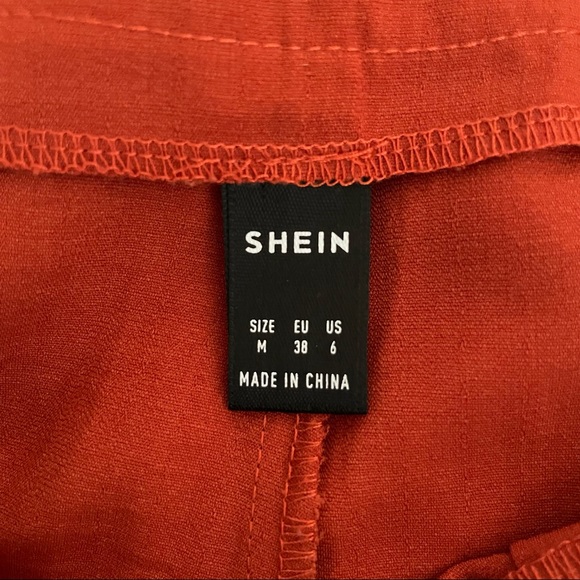 SHEIN
SIZE EU US
M 38 6
MADE IN CHINA